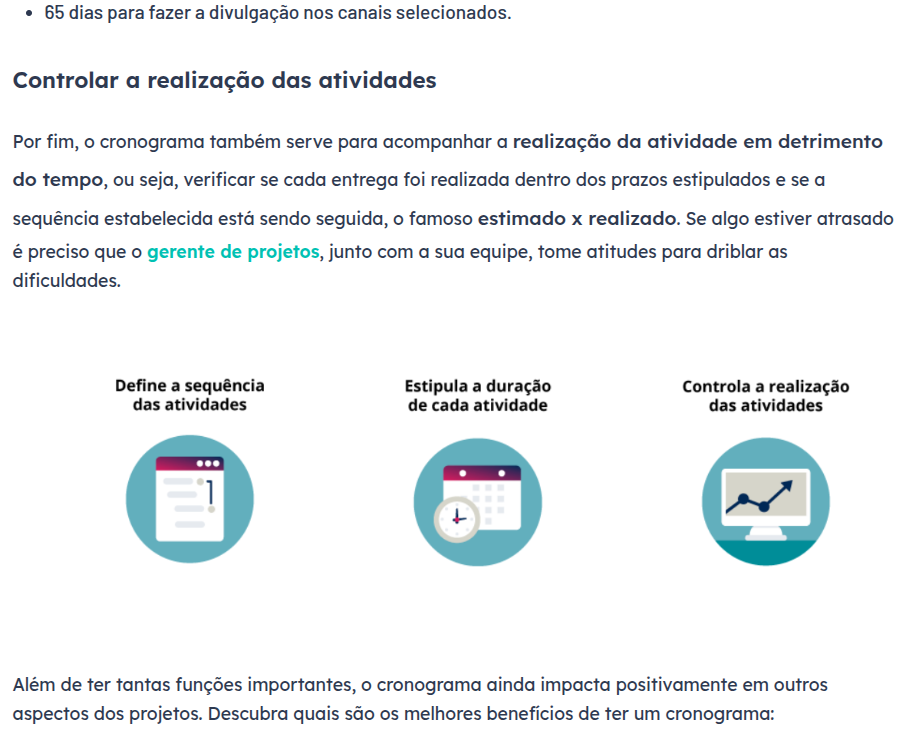 65 dias para fazer a divulgação nos canais selecionados.
Controlar a realização das atividades
Por fim, o cronograma também serve para acompanhar a realização da atividade em detrimento
do tempo, ou seja, verificar se cada entrega foi realizada dentro dos prazos estipulados e se a
sequência estabelecida está sendo seguida, o famoso estimado x realizado. Se algo estiver atrasado
é preciso que o gerente de projetos, junto com a sua equipe, tome atitudes para driblar as
dificuldades.
Define a sequência
das atividades
Estipula a duração
de cada atividade
Controla a realização
das atividades
Além de ter tantas funções importantes, o cronograma ainda impacta positivamente em outros
aspectos dos projetos. Descubra quais são os melhores benefícios de ter um cronograma: